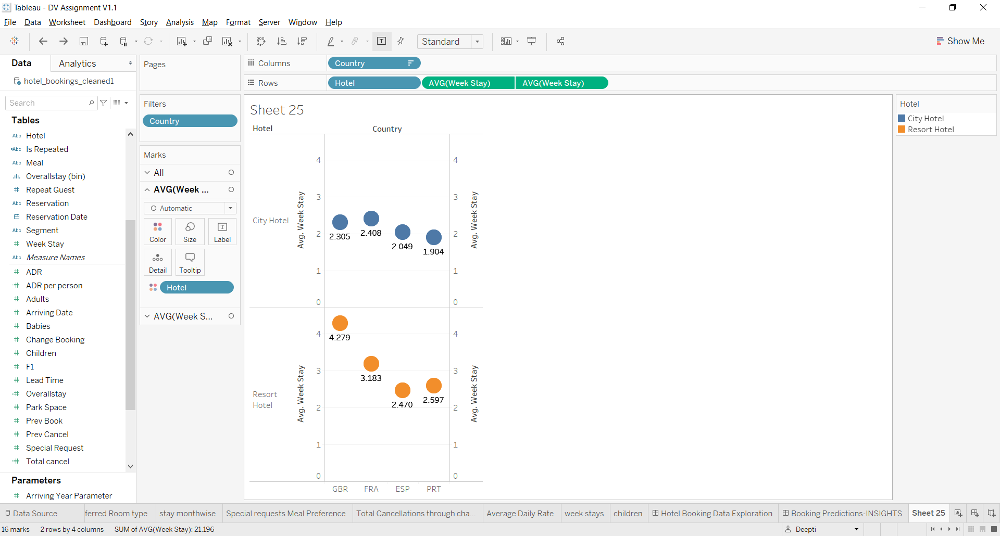 Tableau - DV Assignment V1.1
File Data Worksheet Dashboard Story Analysis Map Format Server Window Help
Standard
Show Me
Data Analytics
hotel_bookings_cleaned1
Search
Tables
Abc Hotel
=Abc Is Repeated
Abc Meal
Overallstay (bin)
# Repeat Guest
Abc Reservation
Reservation Date
Abc Segment
# Week Stay
Abc Measure Names
# ADR
=# ADR per person
# Adults
# Arriving Date
# Babies
# Change Booking
# Children
# F1
# Lead Time
=# Overallstay
# Park Space
# Prev Book
# Prev Cancel
# Special Request
=# Total cancel
Parameters
# Arriving Year Parameter
Pages
Filters
Country
Marks
All
AVG(Week ...
Automatic
Color Size Label
Detail Tooltip
Hotel
AVG(Week S...
Columns Country
Rows Hotel AVG(Week Stay) AVG(Week Stay)
Sheet 25
Hotel Country
City Hotel
Avg. Week Stay
4
3
2
1
0
2.305 2.408 2.049 1.904
4
3
2
1
0
Avg. Week Stay
Resort
Hotel
Avg. Week Stay
4
3
2
1
0
4.279 3.183 2.470 2.597
4
3
2
1
0
Avg. Week Stay
GBR FRA ESP PRT
Hotel
City Hotel
Resort Hotel
Data Source ferred Room type stay monthwise Special requests Meal Preference Total Cancellations through cha... Average Daily Rate week stays children Hotel Booking Data Exploration Booking Predictions-INSIGHTS Sheet 25
16 marks 2 rows by 4 columns SUM of AVG(Week Stay): 21.196 Deepti